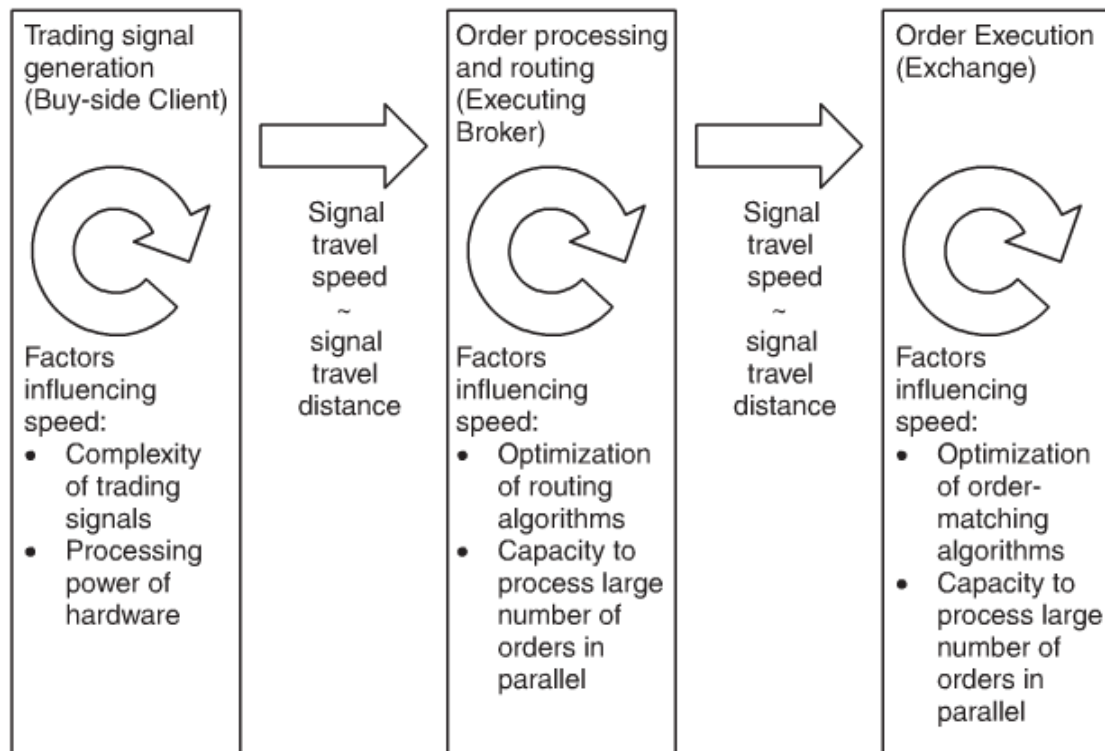 Trading signal
generation
(Buy-side Client)
Factors
influencing
speed:
• Complexity
of trading
signals
• Processing
power of
hardware
Signal
travel
speed
~
signal
travel
distance
Order processing
and routing
(Executing
Broker)
Factors
influencing
speed:
• Optimization
of routing
algorithms
• Capacity to
process large
number of
orders in
parallel
Signal
travel
speed
~
signal
travel
distance
Order Execution
(Exchange)
Factors
influencing
speed:
• Optimization
of order-
matching
algorithms
• Capacity to
process large
number of
orders in
parallel